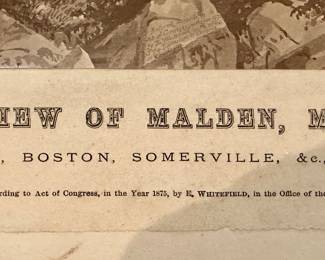 IEW OF MALDEN, M
, BOSTON, SOMERVILLE, &c.,
rding to Act of Congress, in the Year 1875, by E. WHITEFIELD, in the Office of the